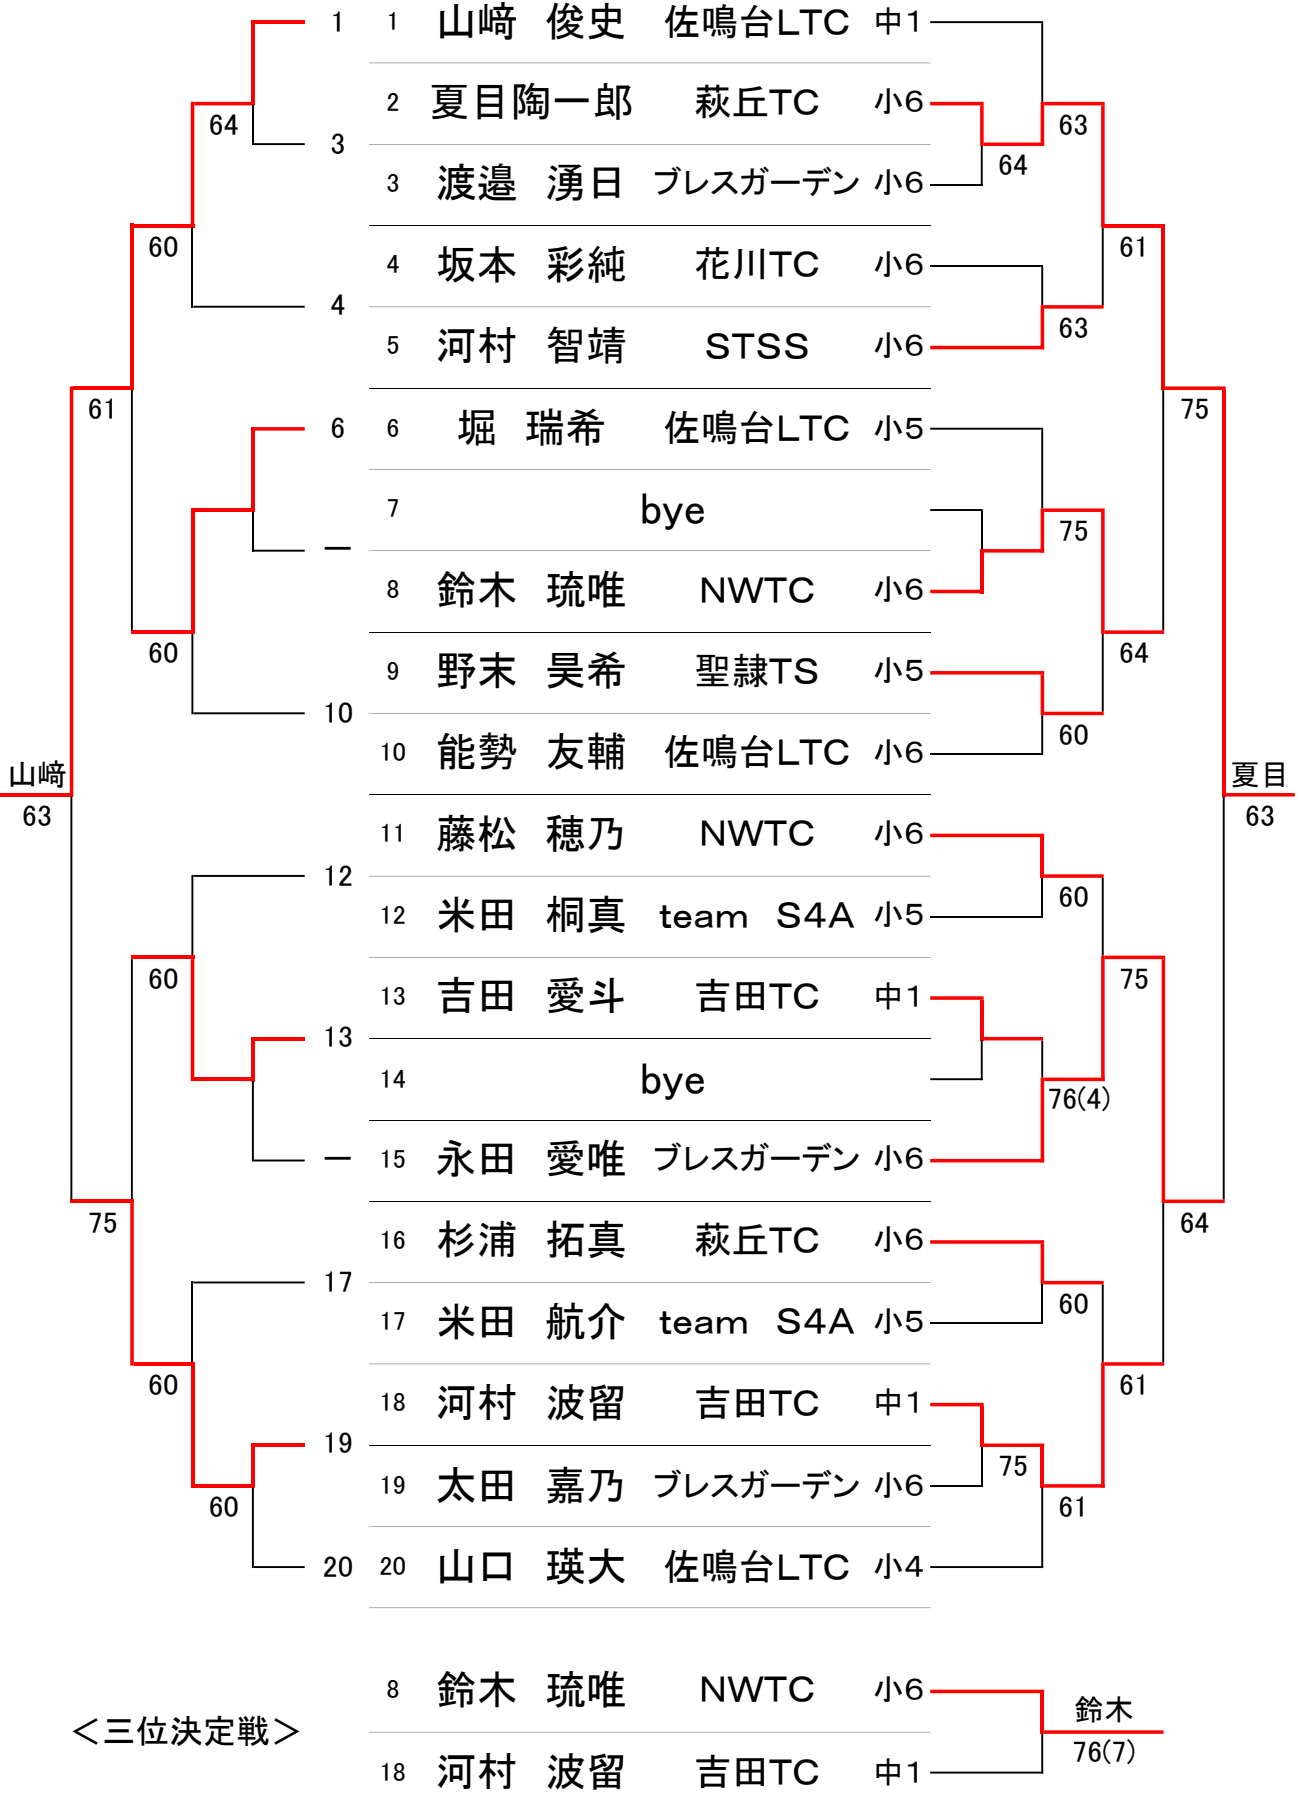 1 1 山﨑 俊史 佐鳴台LTC 中1
2 夏目陶一郎 萩丘TC 小6 63
64
3 64
3 渡邉 湧日 ブレスガーデン 小6
60 61
4 坂本 彩純 花川TC 小6
4 63
5 河村 智靖 STSS 小6
61 75
6 6 堀 瑞希 佐鳴台LTC 小5
7 bye
75
―
8 鈴木 琉唯 NWTC 小6
60 64
9 野末 昊希 聖隷TS 小5
10 60
10 能勢 友輔 佐鳴台LTC 小6
山﨑 夏目
63 63
11 藤松 穂乃 NWTC 小6
12 60
12 米田 桐真 team S4A 小5
60 75
13 吉田 愛斗 吉田TC 中1
13
14 bye
76(4)
― 15 永田 愛唯 ブレスガーデン 小6
75 64
16 杉浦 拓真 萩丘TC 小6
17 60
17 米田 航介 team S4A 小5
60 61
18 河村 波留 吉田TC 中1
19 75
19 太田 嘉乃 ブレスガーデン 小6
60 61
20 20 山口 瑛大 佐鳴台LTC 小4
8 鈴木 琉唯 NWTC 小6
＜三位決定戦＞ 鈴木
76(7)
18 河村 波留 吉田TC 中1